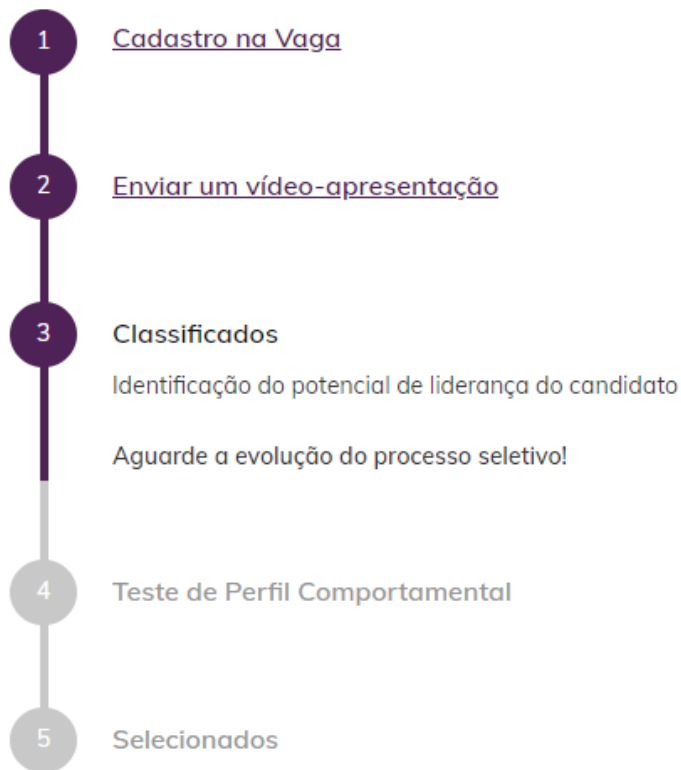 1
Cadastro na Vaga
2
Enviar um vídeo-apresentação
3
Classificados
Identificação do potencial de liderança do candidato
Aguarde a evolução do processo seletivo!
4
Teste de Perfil Comportamental
5
Selecionados